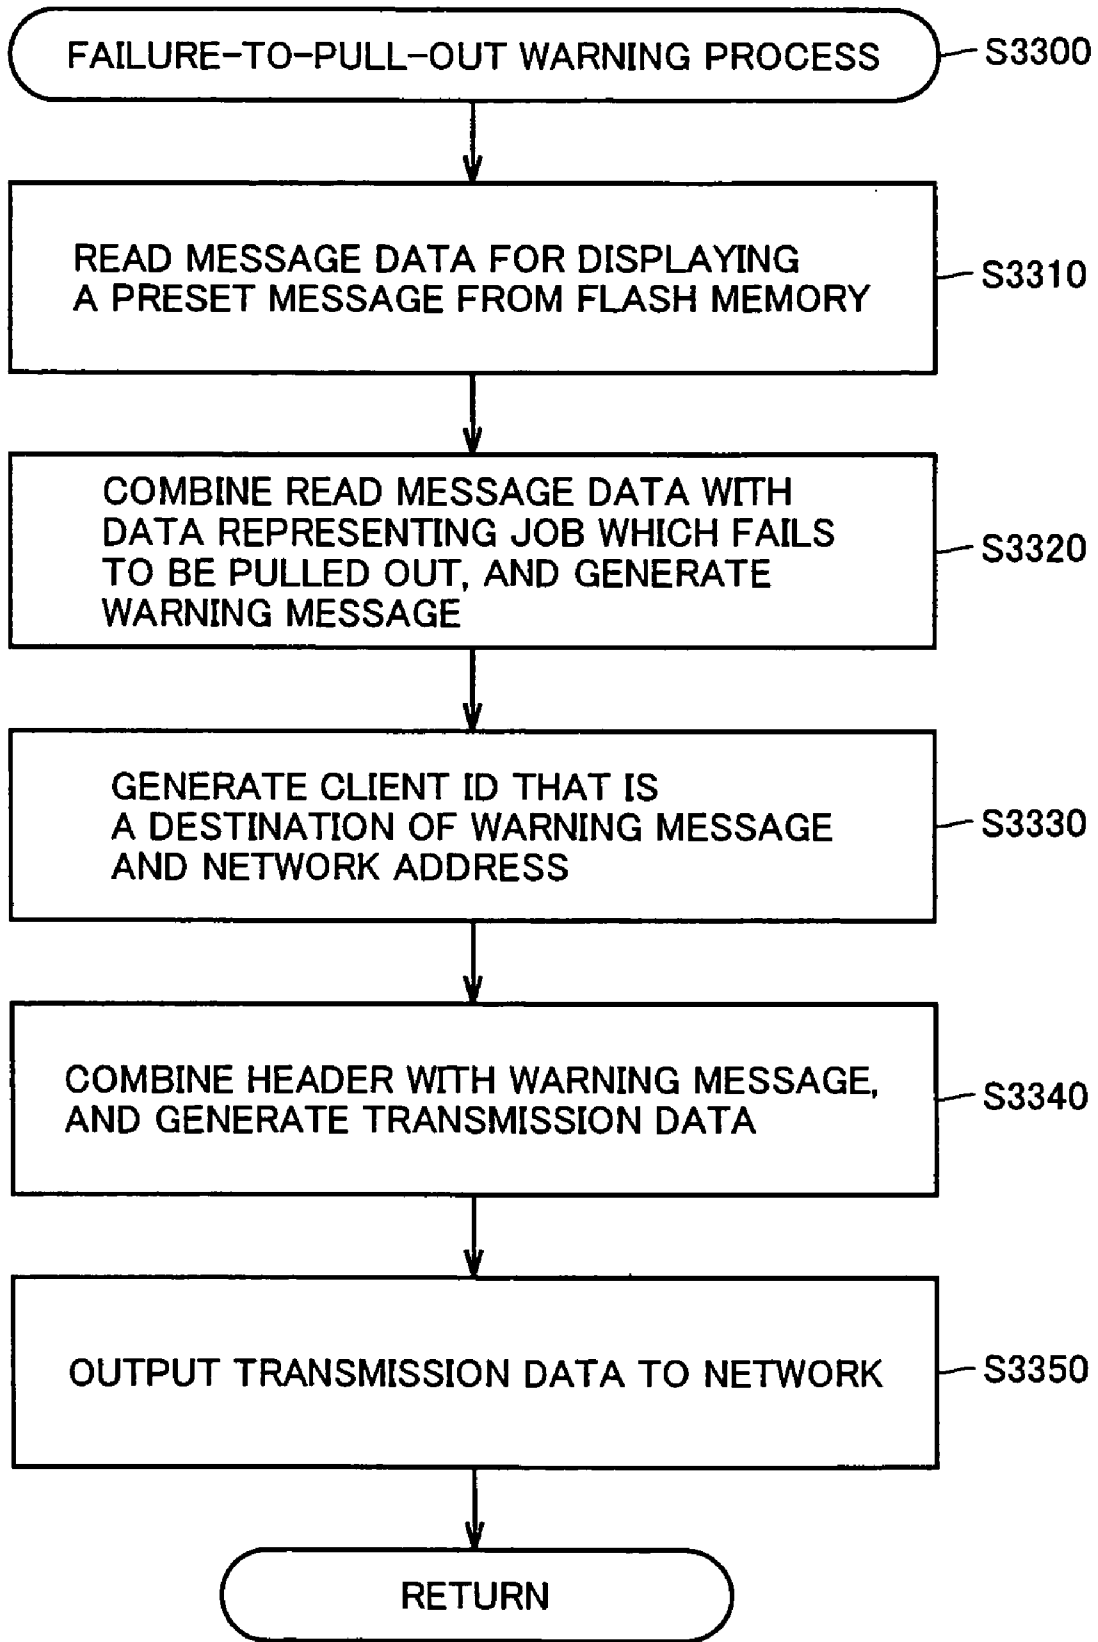 FAILURE-TO-PULL-OUT WARNING PROCESS
S3300
READ MESSAGE DATA FOR DISPLAYING
A PRESET MESSAGE FROM FLASH MEMORY
S3310
COMBINE READ MESSAGE DATA WITH
DATA REPRESENTING JOB WHICH FAILS
TO BE PULLED OUT, AND GENERATE
WARNING MESSAGE
S3320
GENERATE CLIENT ID THAT IS
A DESTINATION OF WARNING MESSAGE
AND NETWORK ADDRESS
S3330
COMBINE HEADER WITH WARNING MESSAGE,
AND GENERATE TRANSMISSION DATA
S3340
OUTPUT TRANSMISSION DATA TO NETWORK
S3350
RETURN